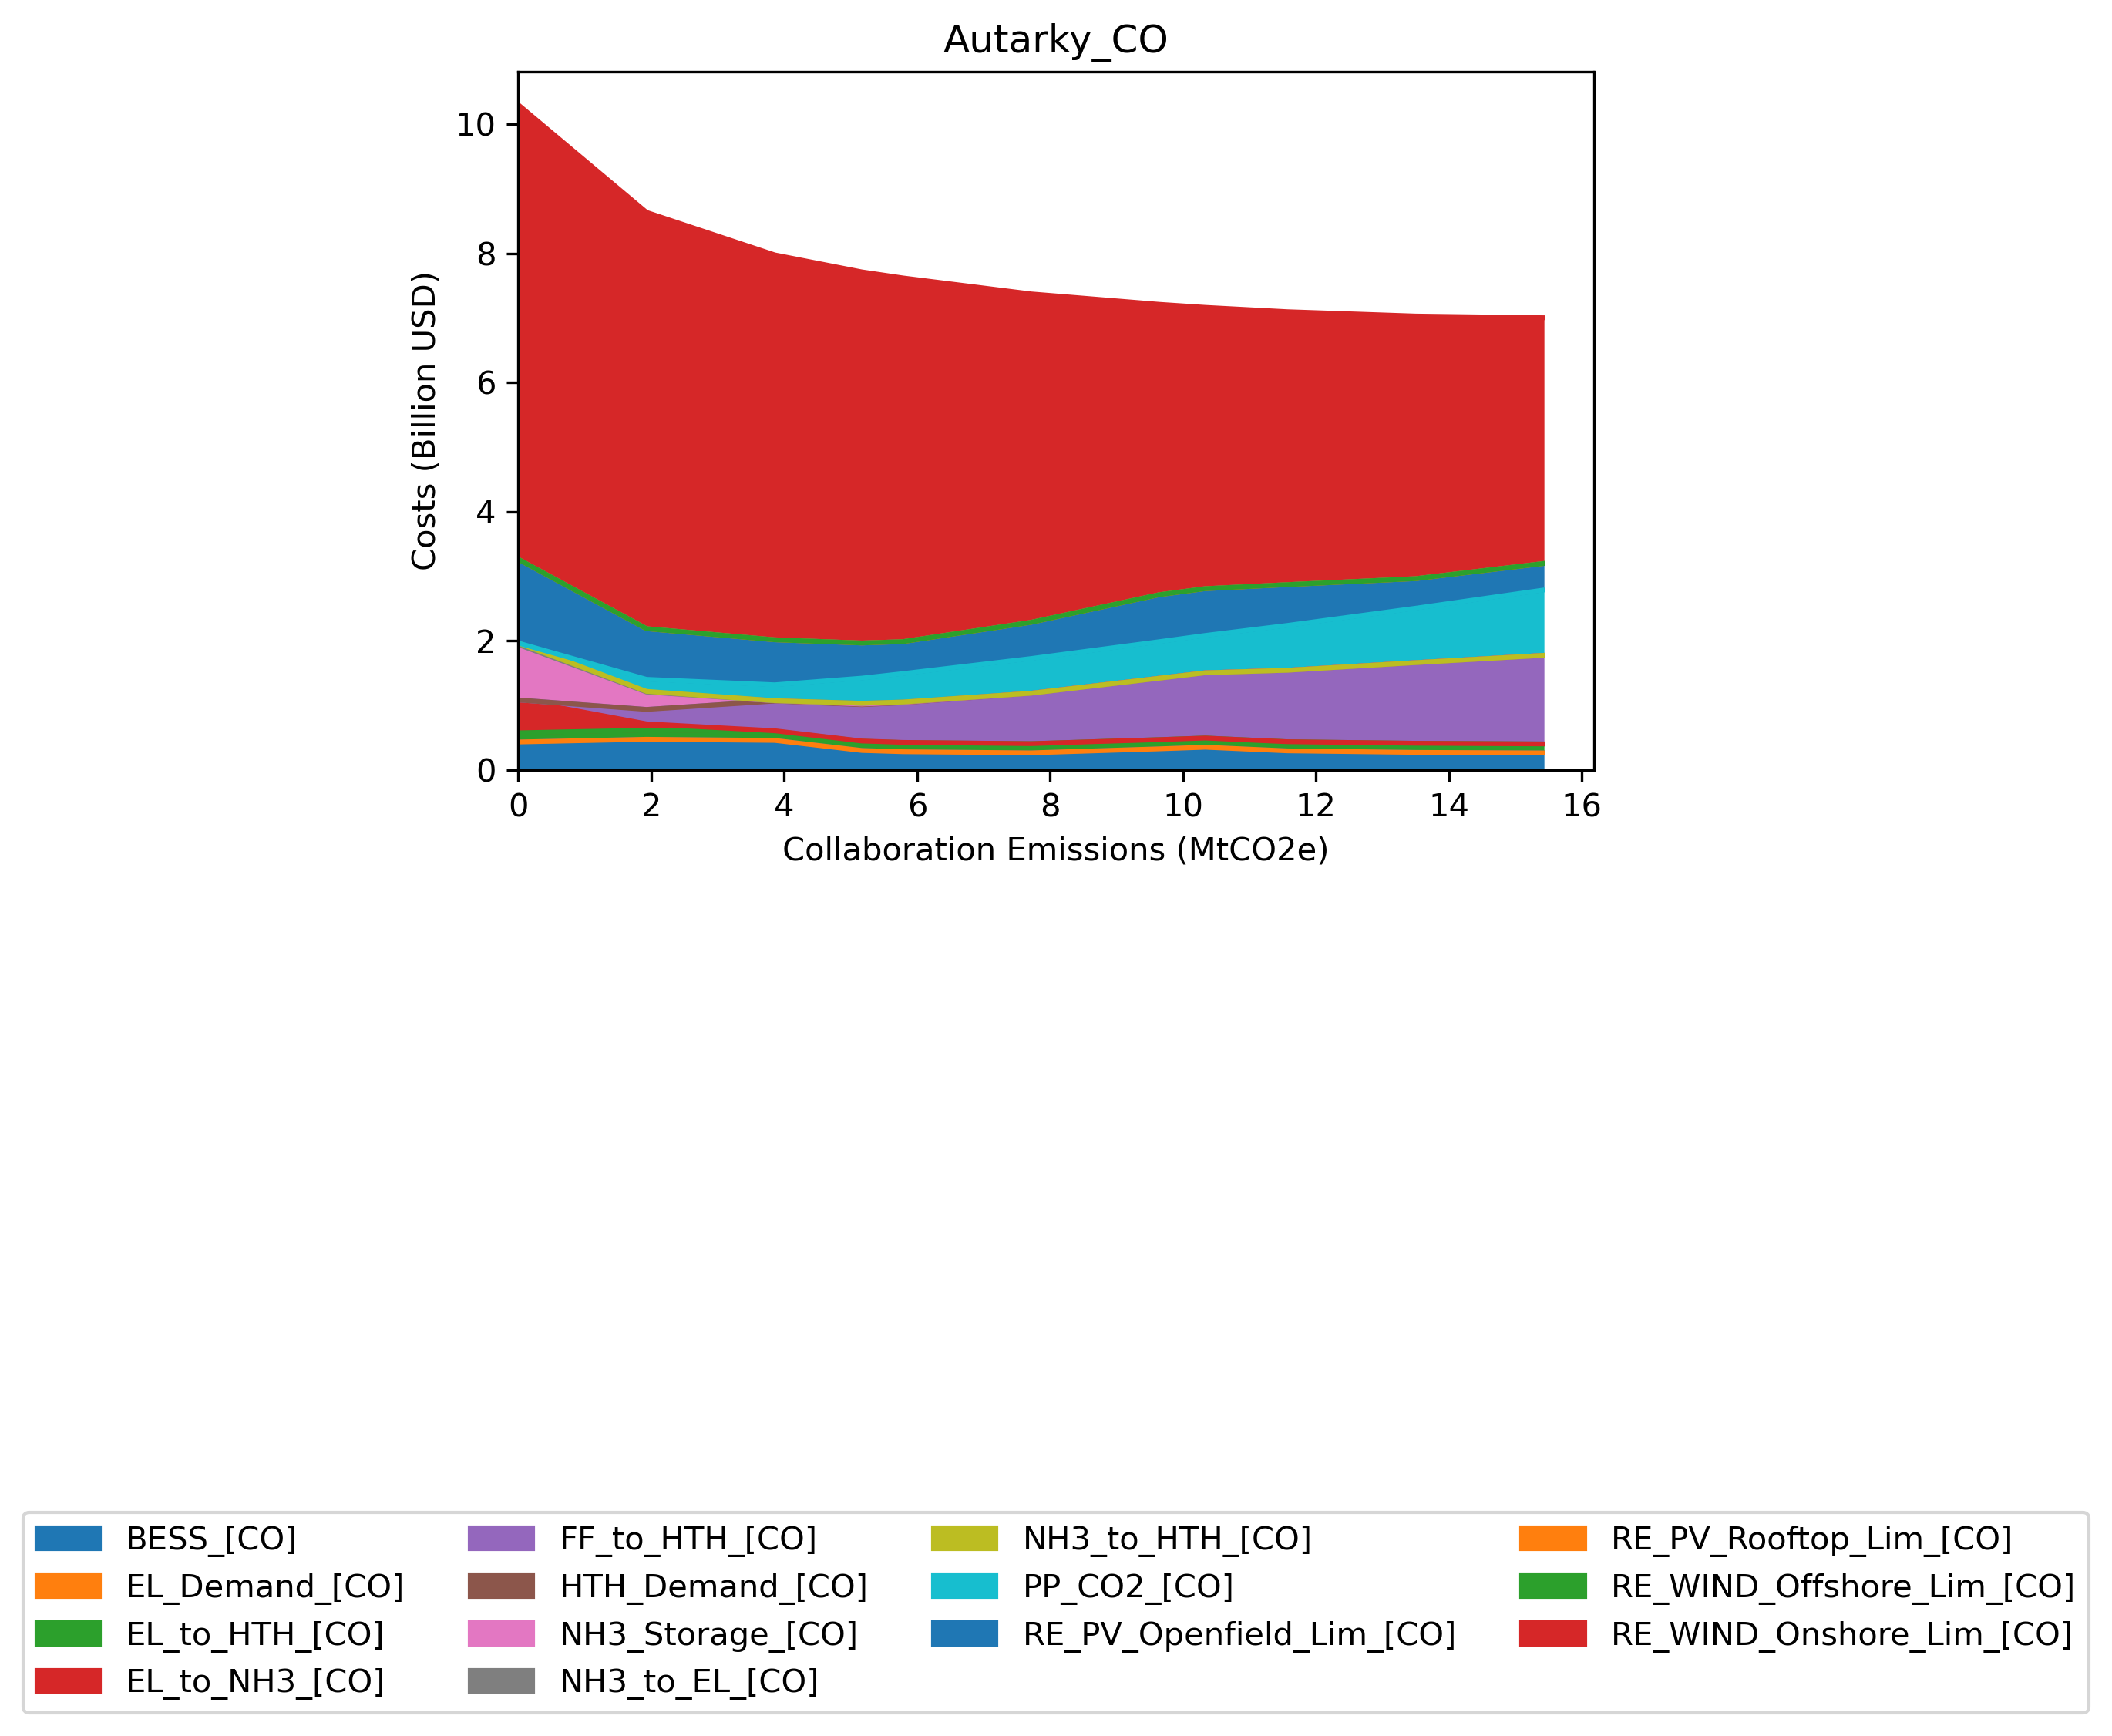 Autarky_CO
10
8
6
4
2
0
Costs (Billion USD)
0 2 4 6 8 10 12 14 16
Collaboration Emissions (MtCO2e)
BESS_[CO]
EL_Demand_[CO]
EL_to_HTH_[CO]
EL_to_NH3_[CO]
FF_to_HTH_[CO]
HTH_Demand_[CO]
NH3_Storage_[CO]
NH3_to_EL_[CO]
NH3_to_HTH_[CO]
PP_CO2_[CO]
RE_PV_Openfield_Lim_[CO]
RE_PV_Rooftop_Lim_[CO]
RE_WIND_Offshore_Lim_[CO]
RE_WIND_Onshore_Lim_[CO]